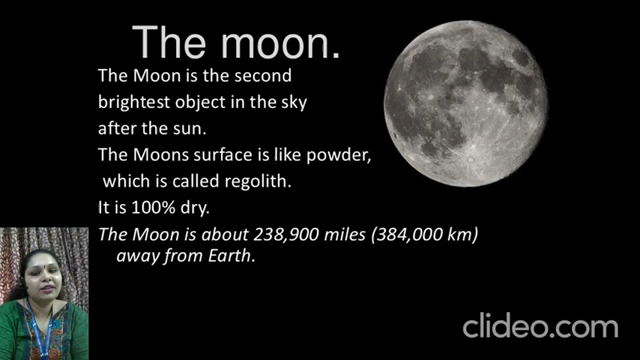 The moon.
The Moon is the second
brightest object in the sky
after the sun.
The Moons surface is like powder,
which is called regolith.
It is 100% dry.
The Moon is about 238,900 miles (384,000 km)
away from Earth.
clideo.com